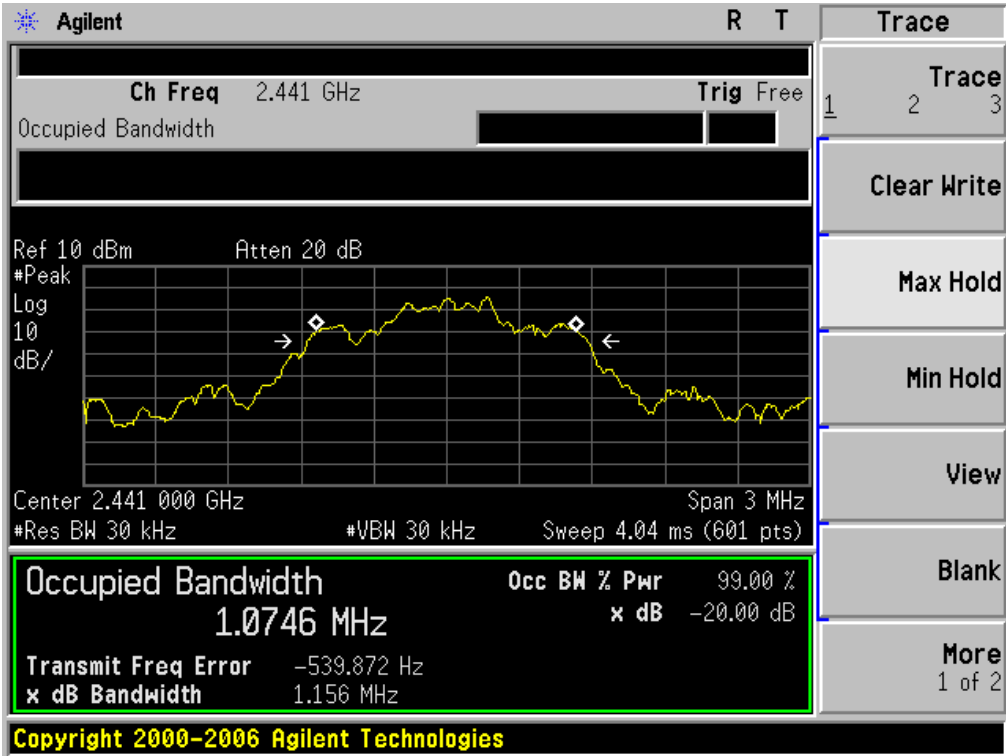 Agilent R T Trace
Ch Freq 2.441 GHz Trig Free
Occupied Bandwidth
Ref 10 dBm Atten 20 dB
#Peak
Log
10
dB/
Center 2.441 000 GHz Span 3 MHz
#Res BW 30 kHz #VBW 30 kHz Sweep 4.04 ms (601 pts)
Occupied Bandwidth Occ BW % Pwr 99.00 %
1.0746 MHz x dB -20.00 dB
Transmit Freq Error -539.872 Hz
x dB Bandwidth 1.156 MHz
Copyright 2000-2006 Agilent Technologies
Trace
1 2 3
Clear Write
Max Hold
Min Hold
View
Blank
More
1 of 2